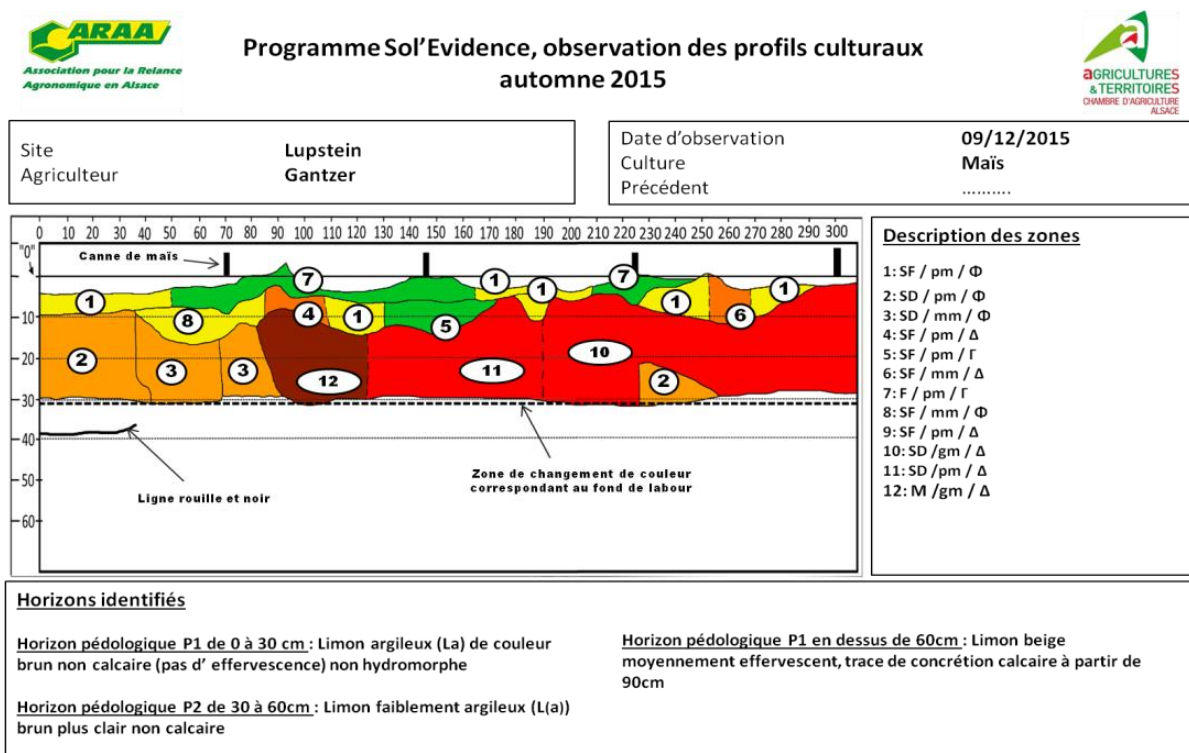 ARAA
Association pour la Relance
Agronomique en Alsace
Programme Sol'Evidence, observation des profils culturaux
automne 2015
aGRICULTURES
& TERRITOIRES
CHAMBRE D'AGRICULTURE
ALSACE
Site Lupstein
Agriculteur Gantzer
Date d'observation 09/12/2015
Culture Maïs
Précédent ..........
0 10 20 30 40 50 60 70 80 90 100 110 120 130 140 150 160 170 180 190 200 210 220 230 240 250 260 270 280 290 300
"0"
Canne de maïs
7 1 7
1 1 1 1
8 4 1 5 6
10
2 3 3 12 11 10 2
20
30
40
50
60
Zone de changement de couleur
correspondant au fond de labour
Ligne rouille et noir
Description des zones
1: SF / pm / Φ
2: SD / pm / Φ
3: SD / mm / Φ
4: SF / pm / Δ
5: SF / pm / Γ
6: SF / mm / Δ
7: F / pm / Γ
8: SF / mm / Φ
9: SF / pm / Δ
10: SD /gm / Δ
11: SD /pm / Δ
12: M /gm / Δ
Horizons identifiés
Horizon pédologique P1 de 0 à 30 cm : Limon argileux (La) de couleur
brun non calcaire (pas d' effervescence) non hydromorphe
Horizon pédologique P2 de 30 à 60cm : Limon faiblement argileux (L(a))
brun plus clair non calcaire
Horizon pédologique P1 en dessus de 60cm : Limon beige
moyennement effervescent, trace de concrétion calcaire à partir de
90cm